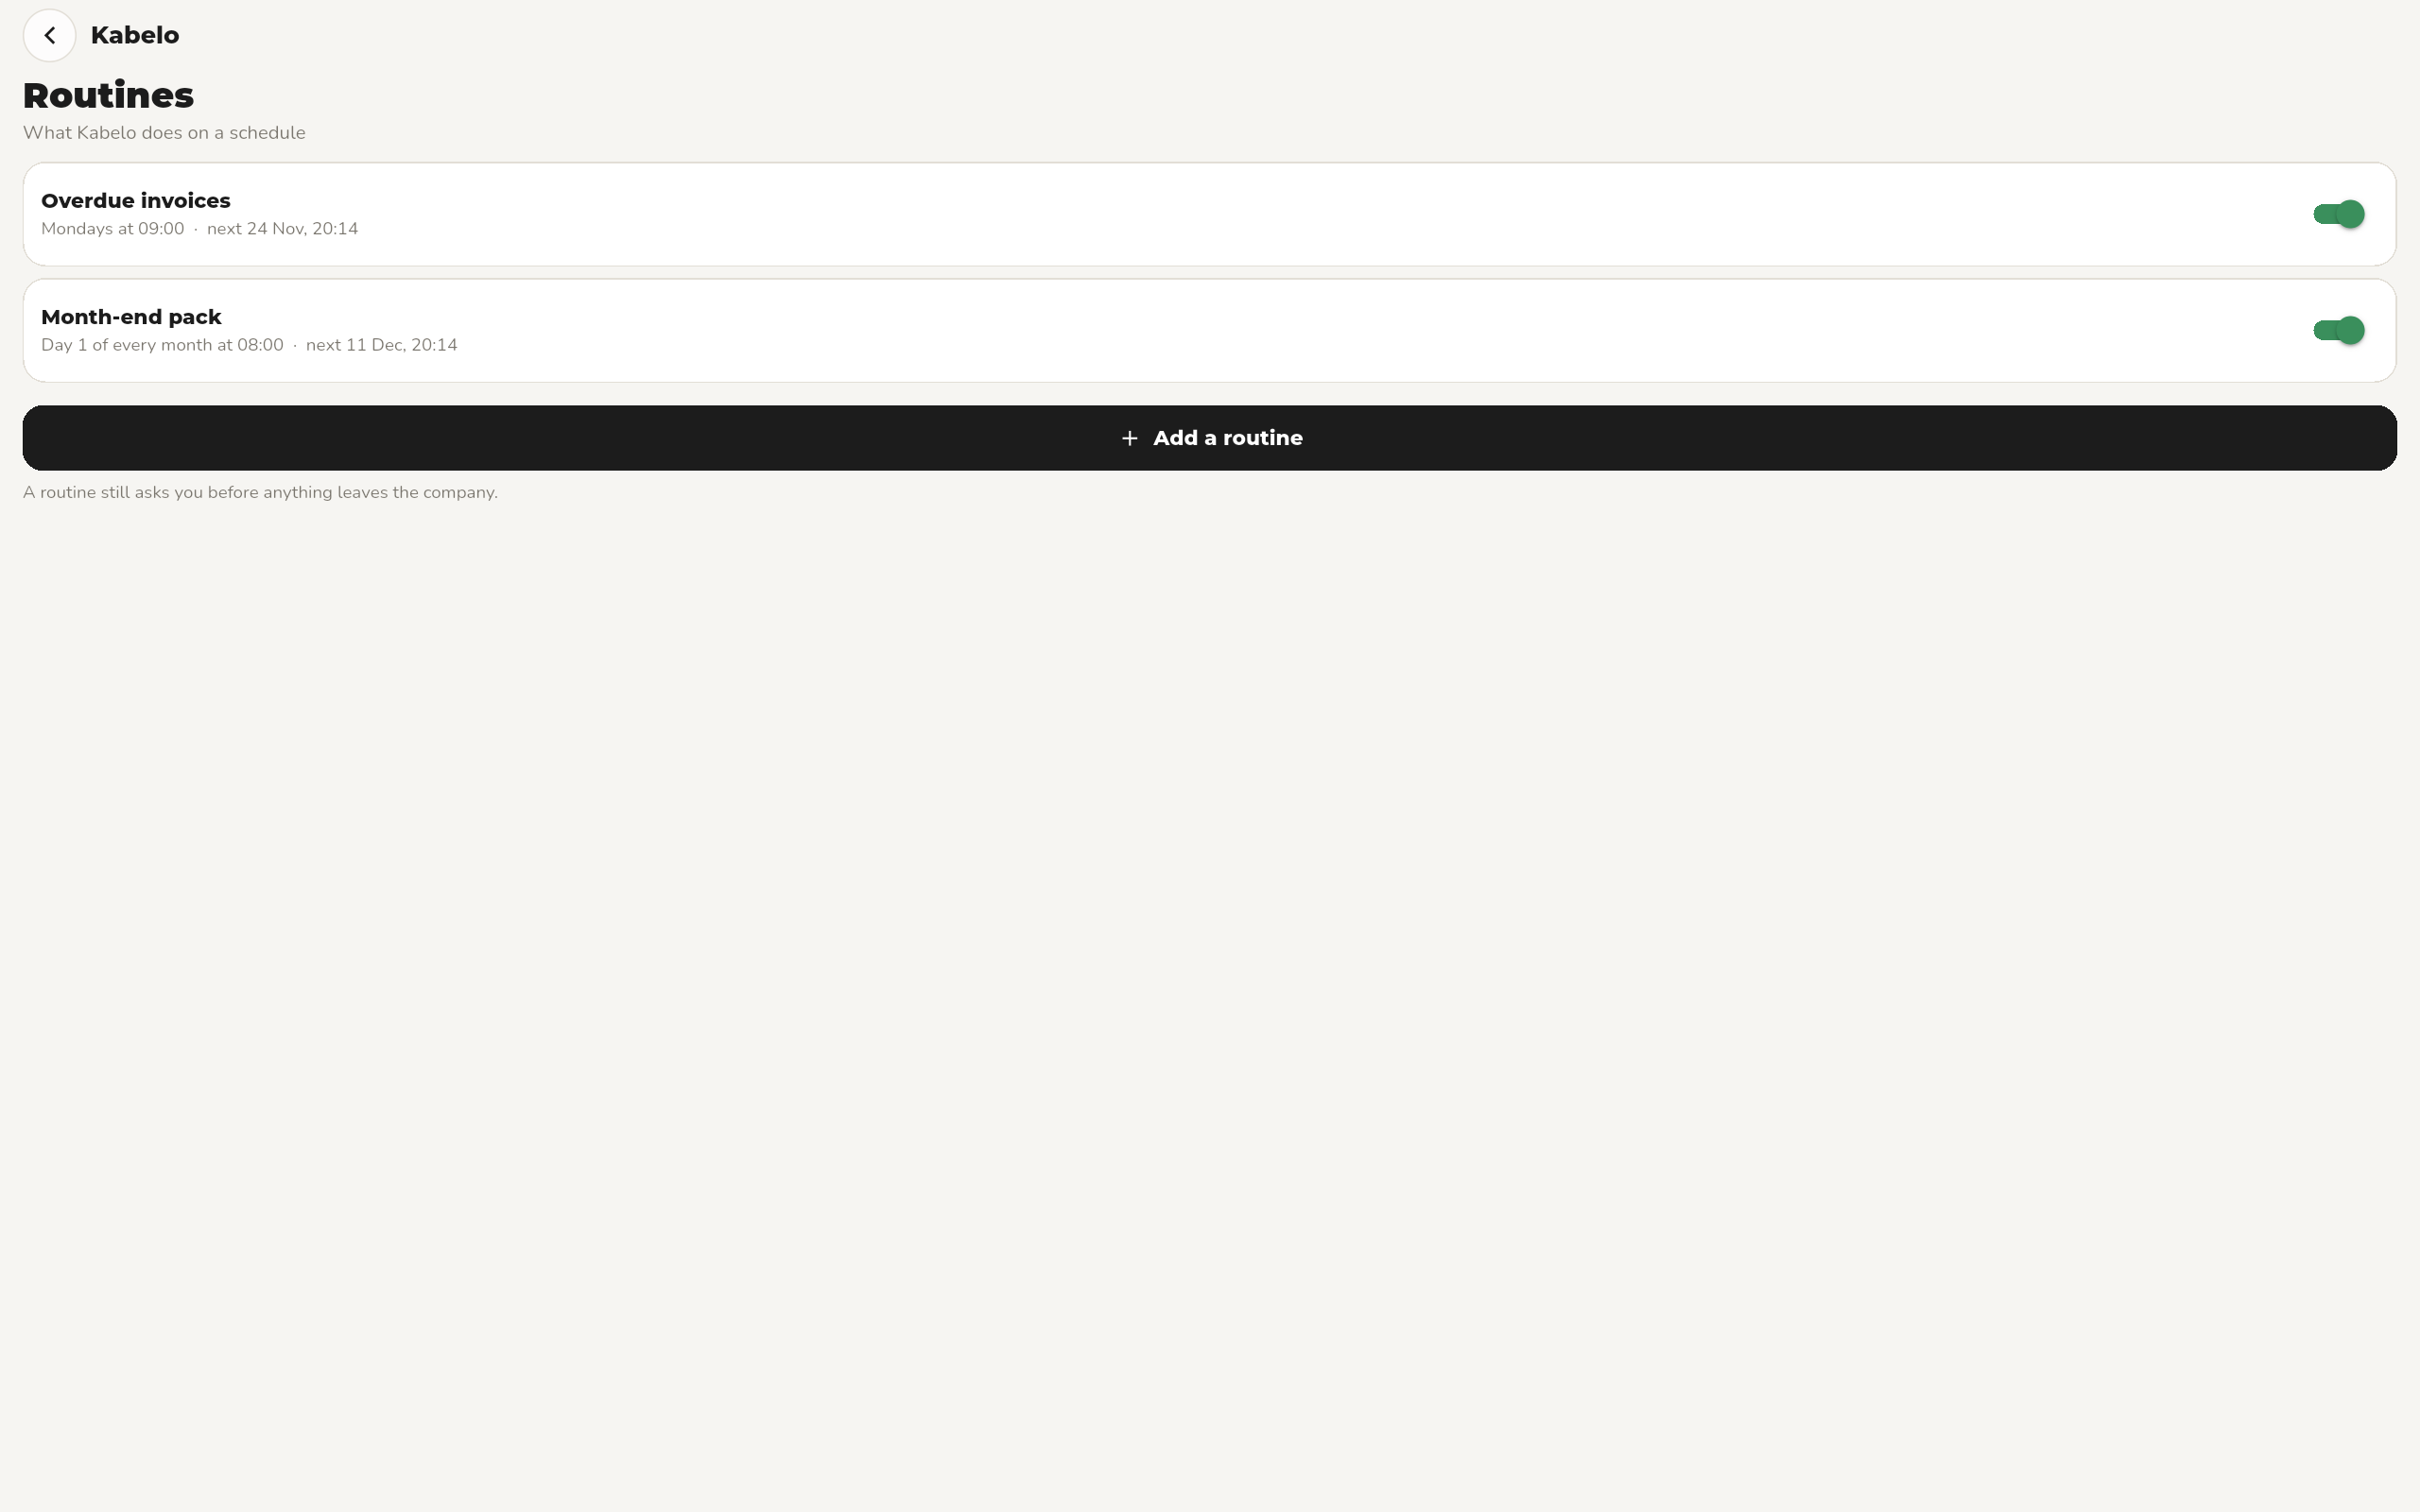 Kabelo
Routines
What Kabelo does on a schedule
Overdue invoices
Mondays at 09:00 · next 24 Nov, 20:14
Month-end pack
Day 1 of every month at 08:00 · next 11 Dec, 20:14
+ Add a routine
A routine still asks you before anything leaves the company.